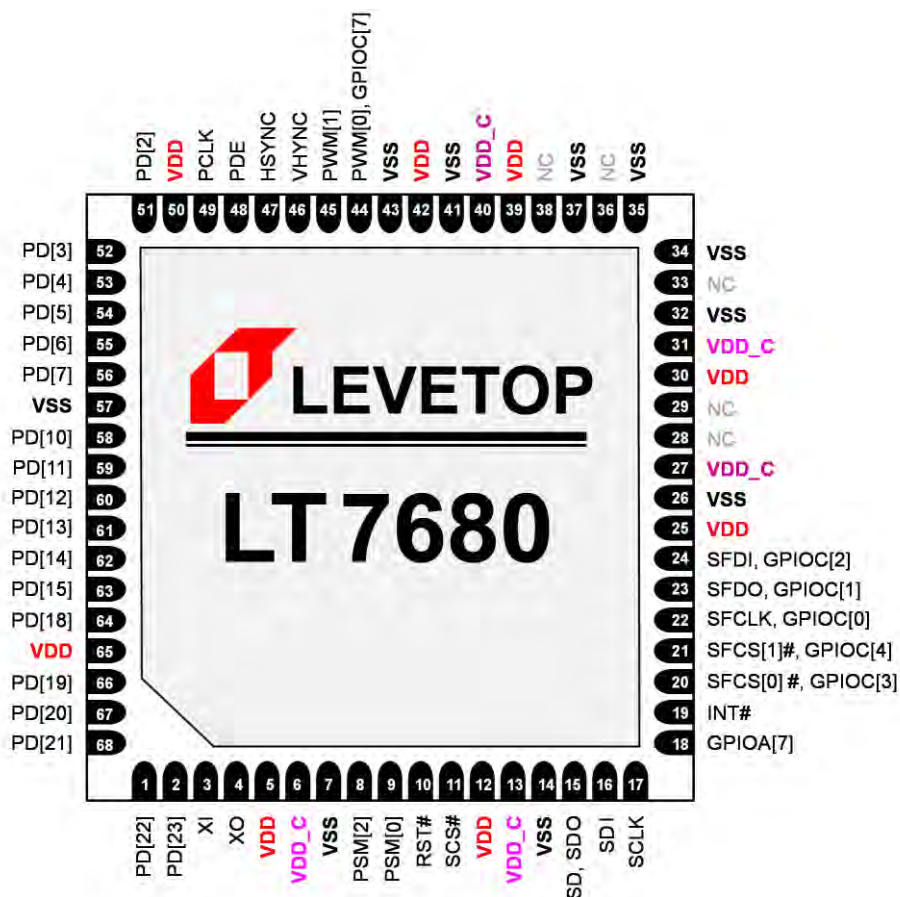 PD[2]
VDD
PCLK
PDE
HSYNC
VHYNC
PWM[1]
PWM[0], GPIOC[7]
VSS
VDD
VSS
VDD_C
VDD
NC
VSS
NC
VSS
51 50 49 48 47 46 45 44 43 42 41 40 39 38 37 36 35
PD[3] 52
PD[4] 53
PD[5] 54
PD[6] 55
PD[7] 56
VSS 57
PD[10] 58
PD[11] 59
PD[12] 60
PD[13] 61
PD[14] 62
PD[15] 63
PD[18] 64
VDD 65
PD[19] 66
PD[20] 67
PD[21] 68
LEVETOP
LT 7680
34 VSS
33 NC
32 VSS
31 VDD_C
30 VDD
29 NC
28 NC
27 VDD_C
26 VSS
25 VDD
24 SFDI, GPIOC[2]
23 SFDO, GPIOC[1]
22 SFCLK, GPIOC[0]
21 SFCS[1]#, GPIOC[4]
20 SFCS[0] #, GPIOC[3]
19 INT#
18 GPIOA[7]
1 2 3 4 5 6 7 8 9 10 11 12 13 14 15 16 17
PD[22]
PD[23]
XI
XO
VDD
VDD_C
VSS
PSM[2]
PSM[0]
RST#
SCS#
VDD
VDD_C
VSS
SD, SDO
SDI
SCLK